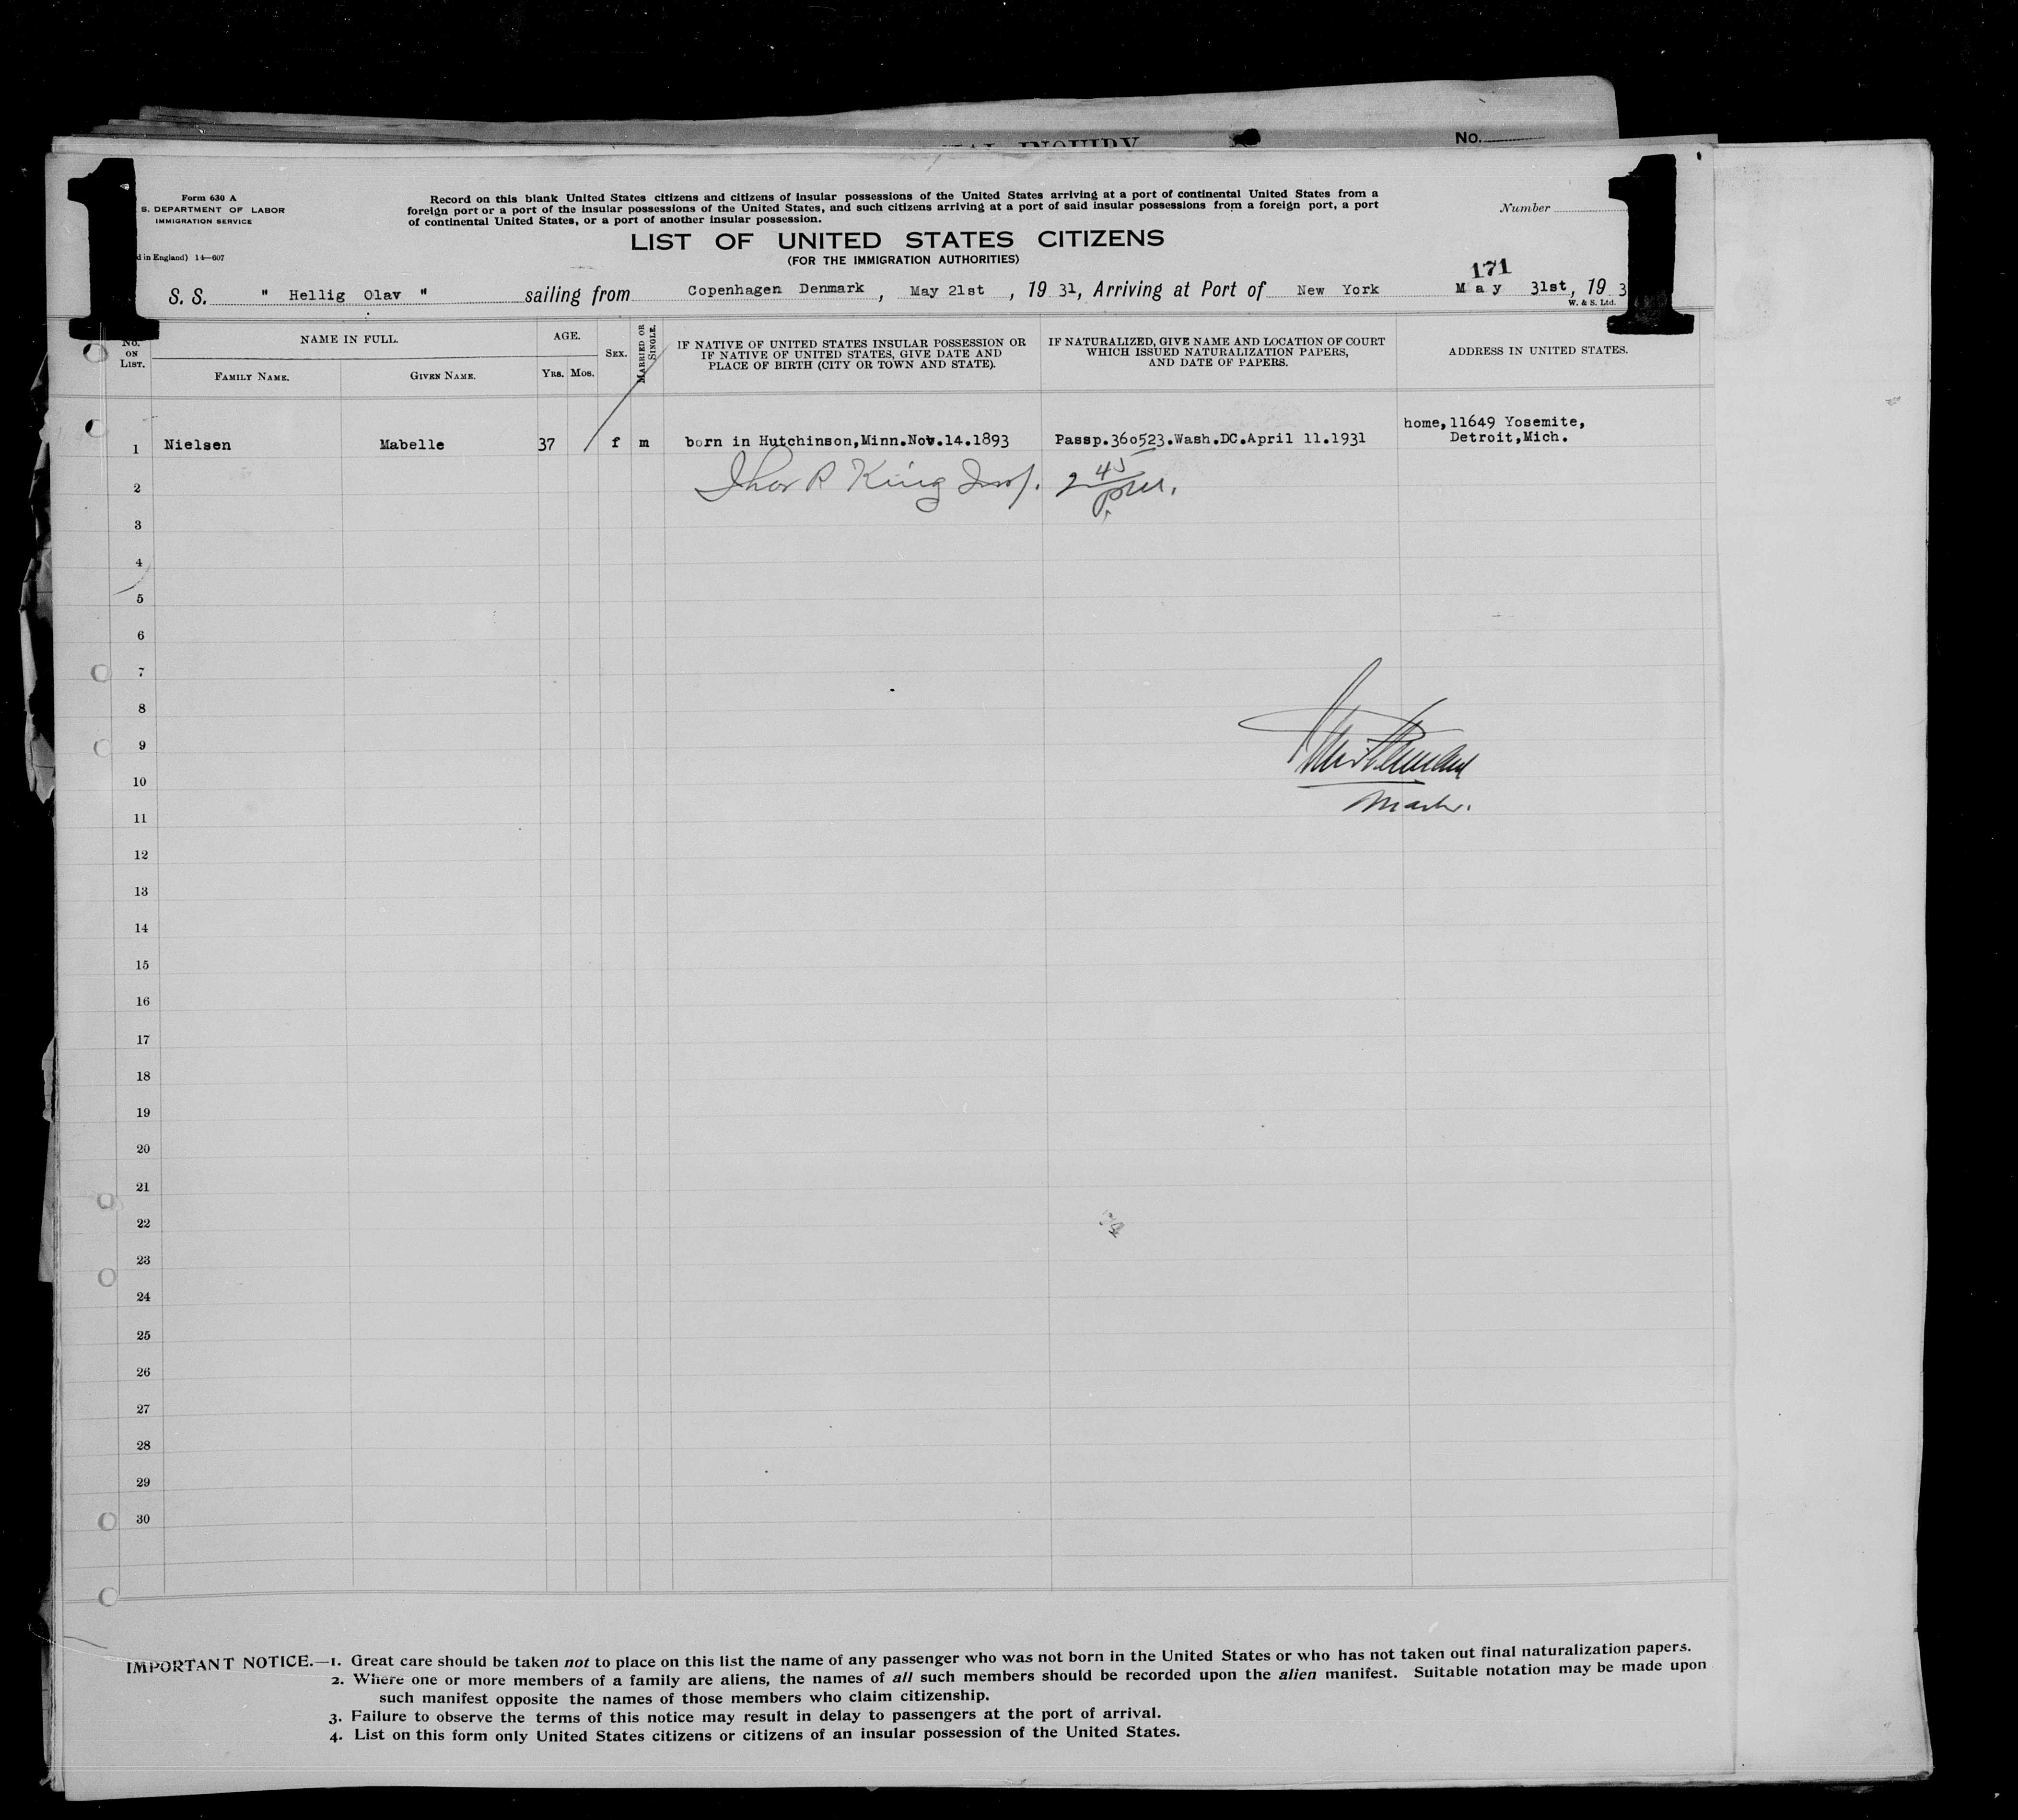 No.
1
1
Form 630 A
S. DEPARTMENT OF LABOR
IMMIGRATION SERVICE
d in England) 14—607
Record on this blank United States citizens and citizens of insular possessions of the United States arriving at a port of continental United States from a
foreign port or a port of the insular possessions of the United States, and such citizens arriving at a port of said insular possessions from a foreign port, a port
of continental United States, or a port of another insular possession.
Number
LIST OF UNITED STATES CITIZENS
(FOR THE IMMIGRATION AUTHORITIES)
171
S. S. " Hellig Olav " sailing from Copenhagen Denmark, May 21st, 19 31, Arriving at Port of New York May 31st, 19 3
W. & S. Ltd.
No. ON LIST.
NAME IN FULL.
FAMILY NAME.
GIVEN NAME.
AGE.
YRS. MOS.
SEX.
MARRIED OR SINGLE.
IF NATIVE OF UNITED STATES INSULAR POSSESSION OR
IF NATIVE OF UNITED STATES, GIVE DATE AND
PLACE OF BIRTH (CITY OR TOWN AND STATE).
IF NATURALIZED, GIVE NAME AND LOCATION OF COURT
WHICH ISSUED NATURALIZATION PAPERS,
AND DATE OF PAPERS.
ADDRESS IN UNITED STATES.
1 Nielsen Mabelle 37 f m born in Hutchinson,Minn.Nov.14.1893 Passp.360523.Wash.DC.April 11.1931 home,11649 Yosemite,
Detroit,Mich.
2 R King Insp. 2 45 pm.
3
4
5
6
7
8
9
10
11
12
13
14
15
16
17
18
19
20
21
22
23
24
25
26
27
28
29
30
IMPORTANT NOTICE.—1. Great care should be taken not to place on this list the name of any passenger who was not born in the United States or who has not taken out final naturalization papers.
2. Where one or more members of a family are aliens, the names of all such members should be recorded upon the alien manifest. Suitable notation may be made upon
such manifest opposite the names of those members who claim citizenship.
3. Failure to observe the terms of this notice may result in delay to passengers at the port of arrival.
4. List on this form only United States citizens or citizens of an insular possession of the United States.